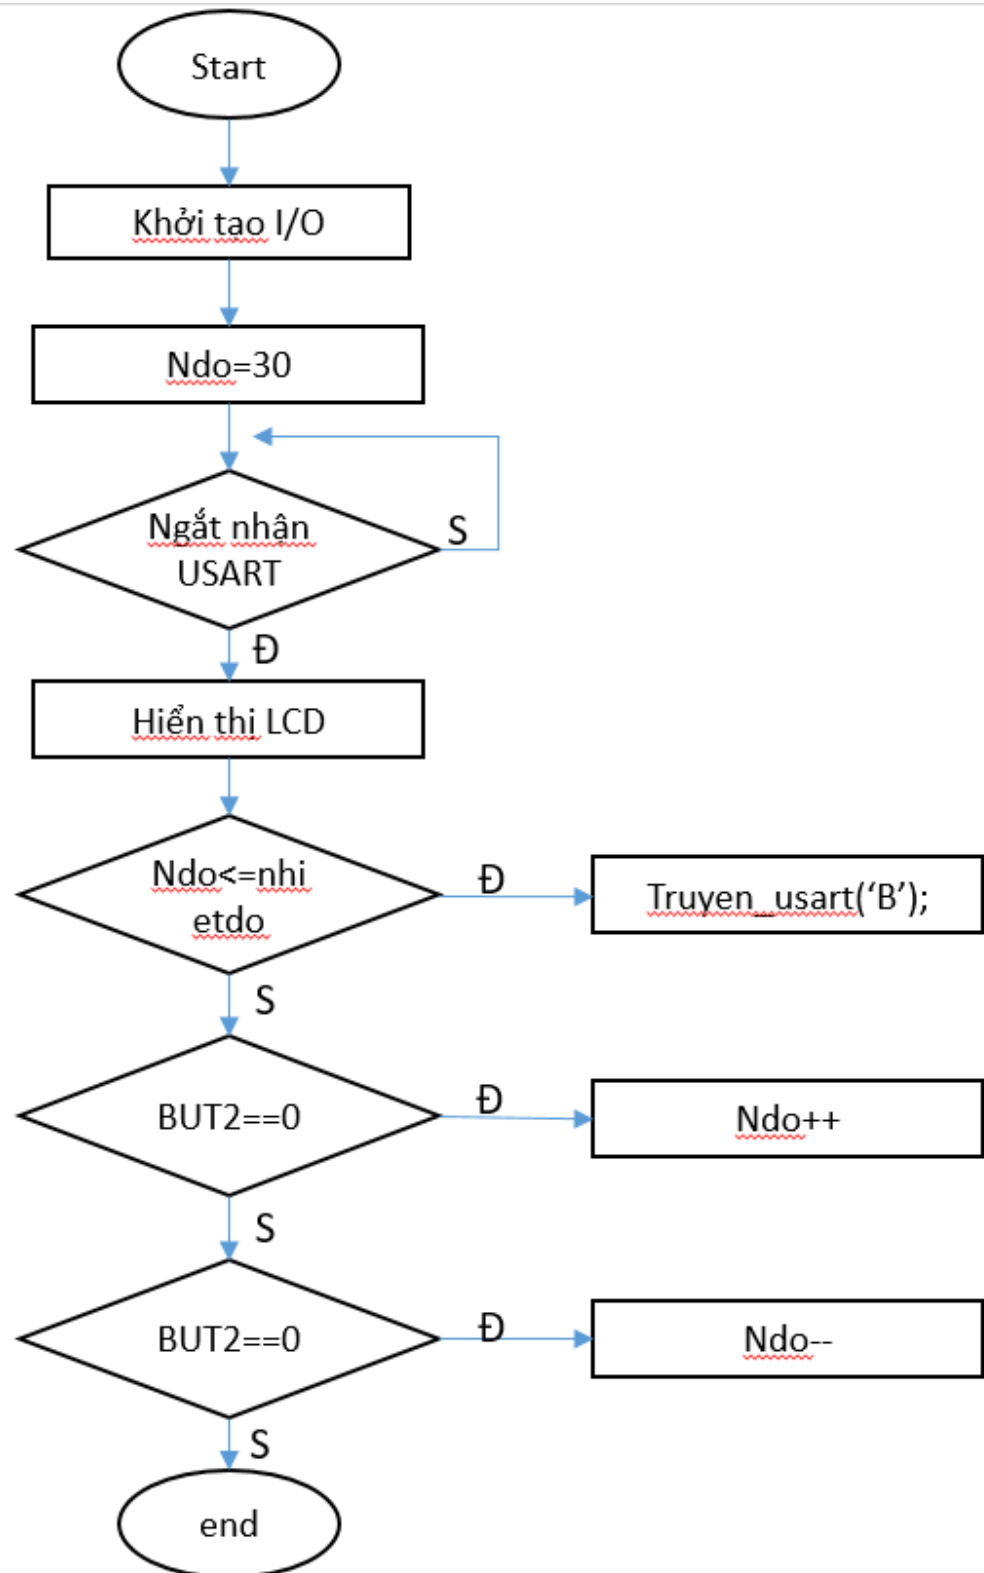 Start
Khởi tạo I/O
Ndo=30
Ngắt nhận
USART
S
Đ
Hiển thị LCD
Ndo<=nhi
etdo
Đ
Truyen_usart(‘B’);
S
BUT2==0
Đ
Ndo++
S
BUT2==0
Đ
Ndo--
S
end